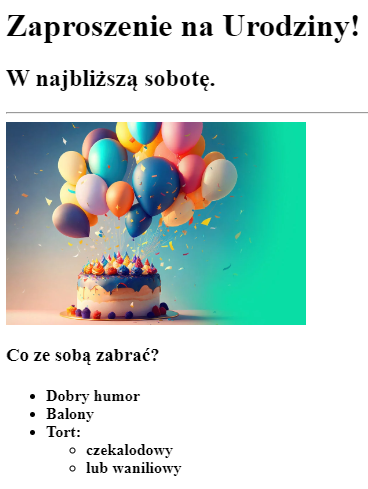 Zaproszenie na Urodziny!
W najbliższą sobotę.
Co ze sobą zabrać?
Dobry humor
Balony
Tort:
czekalodowy
lub waniliowy